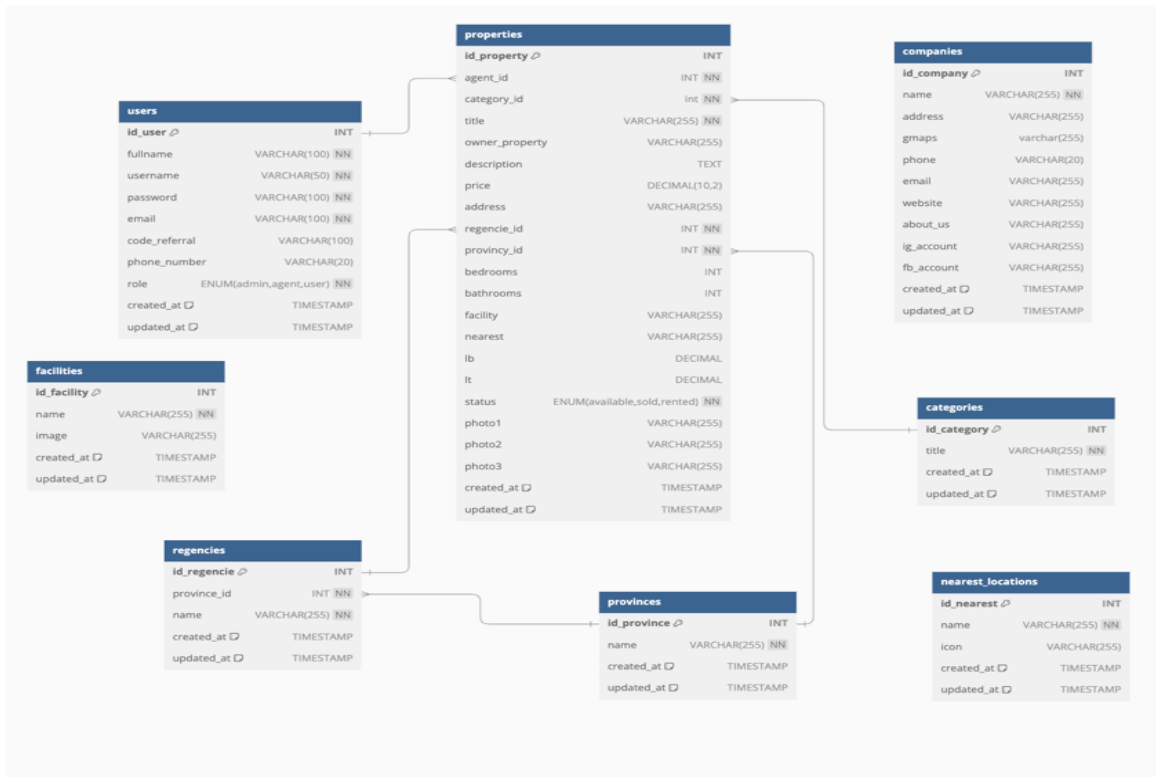 properties
id_property INT
agent_id INT NN
category_id int NN
title VARCHAR(255) NN
owner_property VARCHAR(255)
description TEXT
price DECIMAL(10,2)
address VARCHAR(255)
regencie_id INT NN
provincy_id INT NN
bedrooms INT
bathrooms INT
facility VARCHAR(255)
nearest VARCHAR(255)
lb DECIMAL
lt DECIMAL
status ENUM(available,sold,rented) NN
photo1 VARCHAR(255)
photo2 VARCHAR(255)
photo3 VARCHAR(255)
created_at TIMESTAMP
updated_at TIMESTAMP
companies
id_company INT
name VARCHAR(255) NN
address VARCHAR(255)
gmaps varchar(255)
phone VARCHAR(20)
email VARCHAR(255)
website VARCHAR(255)
about_us VARCHAR(255)
ig_account VARCHAR(255)
fb_account VARCHAR(255)
created_at TIMESTAMP
updated_at TIMESTAMP
users
id_user INT
fullname VARCHAR(100) NN
username VARCHAR(50) NN
password VARCHAR(100) NN
email VARCHAR(100) NN
code_referral VARCHAR(100)
phone_number VARCHAR(20)
role ENUM(admin,agent,user) NN
created_at TIMESTAMP
updated_at TIMESTAMP
facilities
id_facility INT
name VARCHAR(255) NN
image VARCHAR(255)
created_at TIMESTAMP
updated_at TIMESTAMP
categories
id_category INT
title VARCHAR(255) NN
created_at TIMESTAMP
updated_at TIMESTAMP
regencies
id_regencie INT
province_id INT NN
name VARCHAR(255) NN
created_at TIMESTAMP
updated_at TIMESTAMP
provinces
id_province INT
name VARCHAR(255) NN
created_at TIMESTAMP
updated_at TIMESTAMP
nearest_locations
id_nearest INT
name VARCHAR(255) NN
icon VARCHAR(255)
created_at TIMESTAMP
updated_at TIMESTAMP